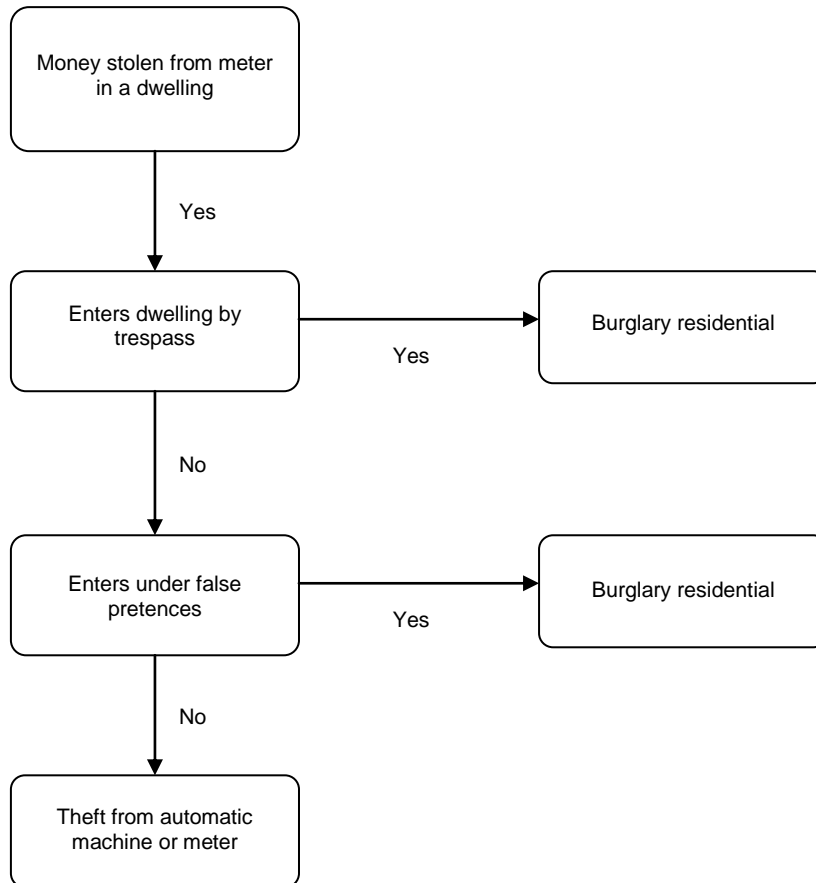 Money stolen from meter
in a dwelling
Yes
Enters dwelling by
trespass
Yes
Burglary residential
No
Enters under false
pretences
Yes
Burglary residential
No
Theft from automatic
machine or meter